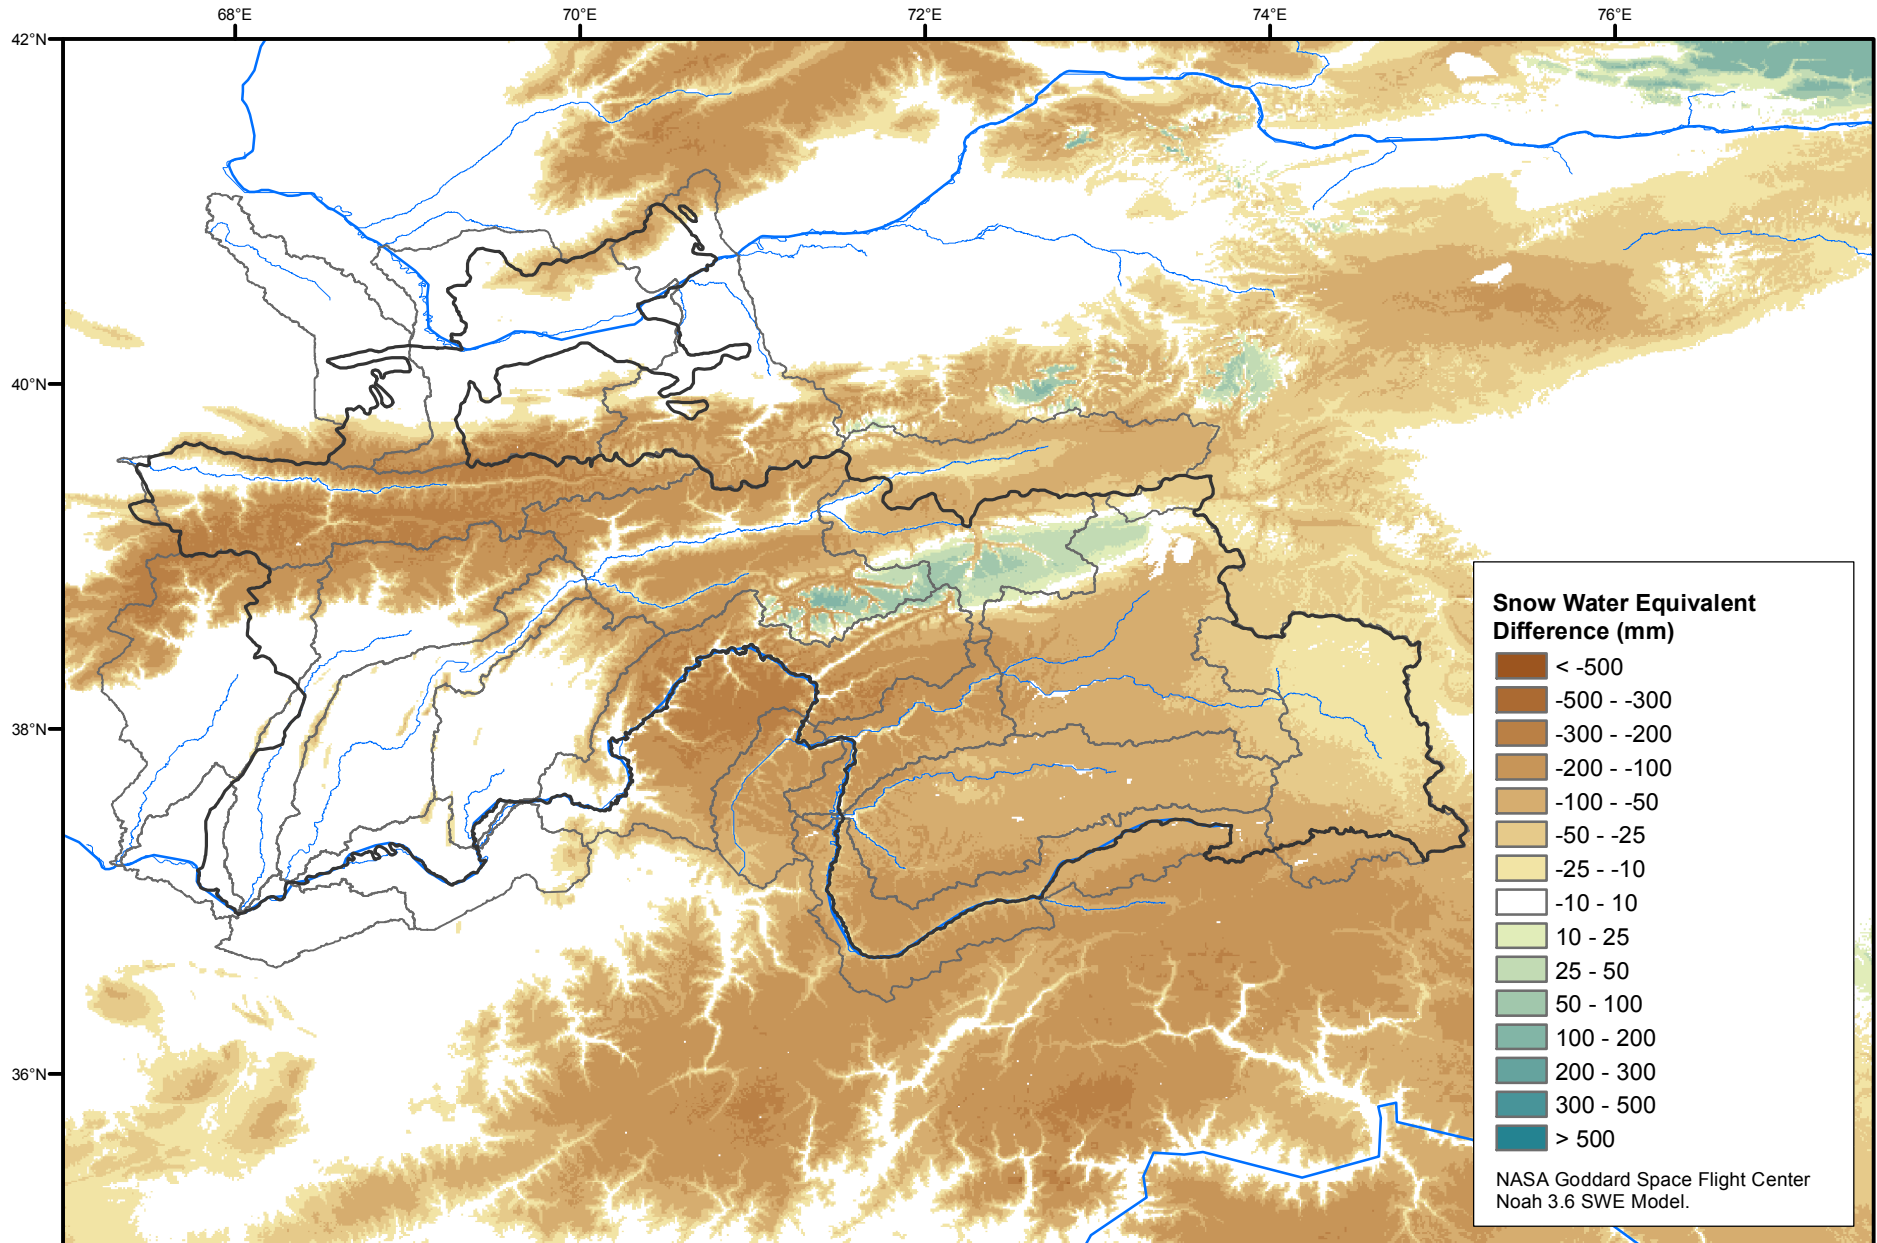 68°E 70°E 72°E 74°E 76°E
42°N
40°N
38°N
36°N
Snow Water Equivalent
Difference (mm)
< -500
-500 - -300
-300 - -200
-200 - -100
-100 - -50
-50 - -25
-25 - -10
-10 - 10
10 - 25
25 - 50
50 - 100
100 - 200
200 - 300
300 - 500
> 500
NASA Goddard Space Flight Center
Noah 3.6 SWE Model.